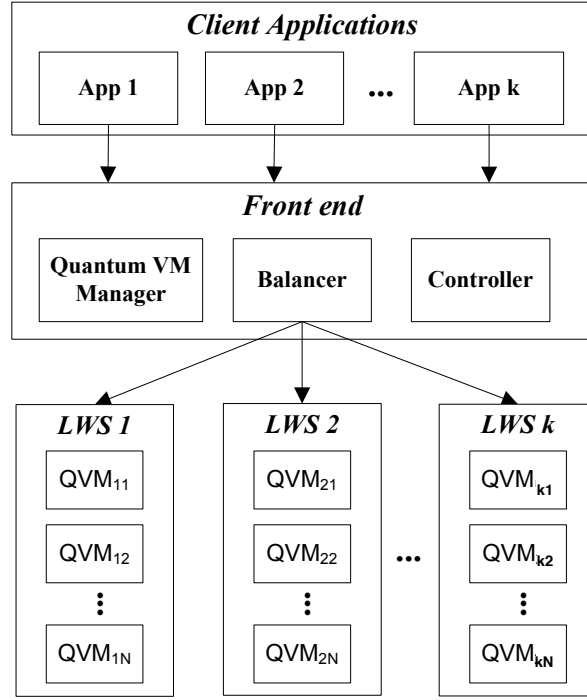 Client Applications
App 1 App 2 ... App k
Front end
Quantum VM
Manager
Balancer
Controller
LWS 1 LWS 2 LWS k
QVM₁₁ QVM₂₁ QVMₖ₁
QVM₁₂ QVM₂₂ ... QVMₖ₂
QVM₁N QVM₂N QVMₖN